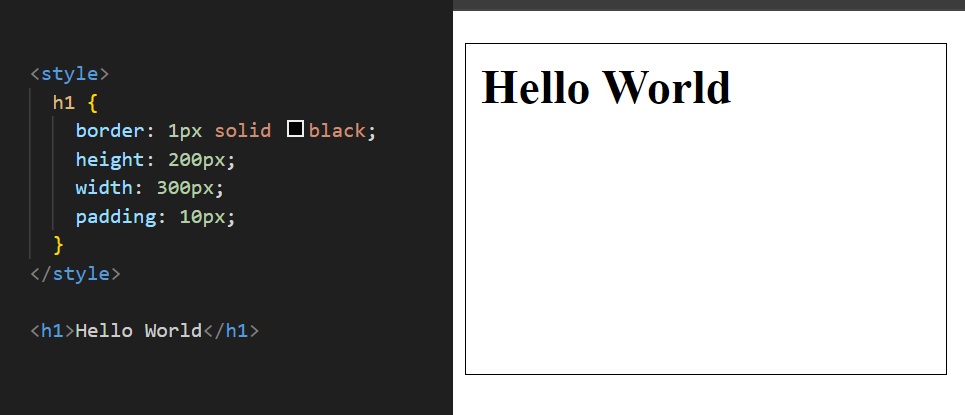 <style>
h1 {
border: 1px solid black;
height: 200px;
width: 300px;
padding: 10px;
}
</style>
<h1>Hello World</h1>
Hello World